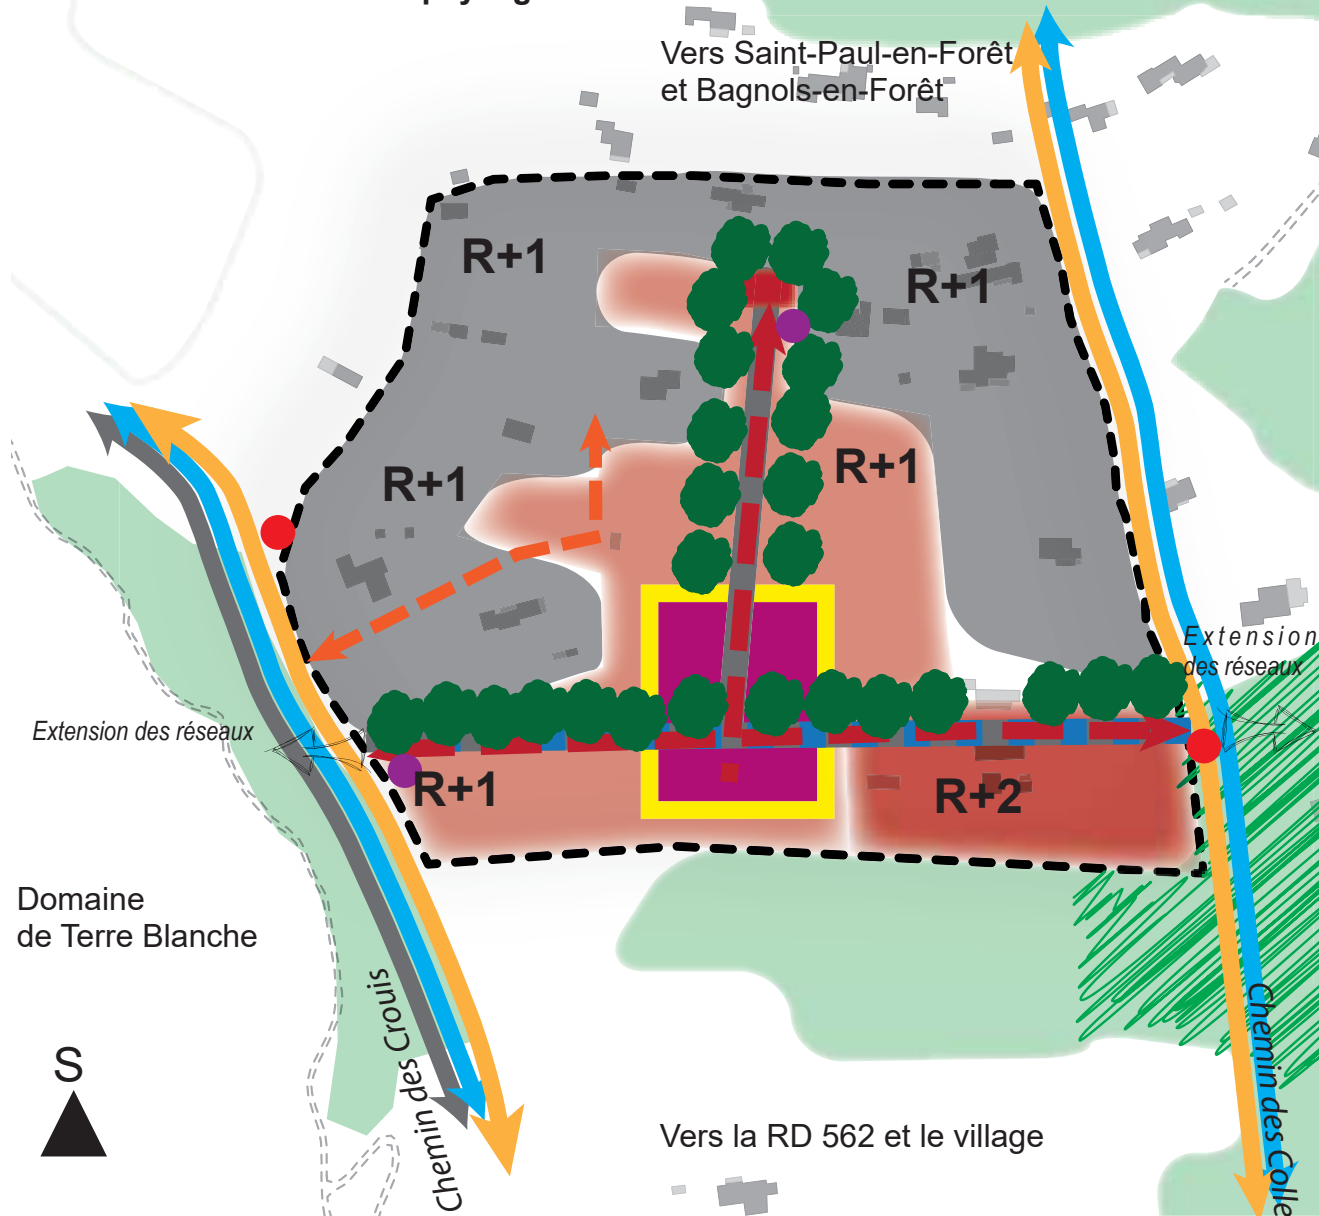 Vers Saint-Paul-en-Forêt
et Bagnols-en-Forêt
R+1
R+1
R+1
R+1
Extension
des réseaux
Extension des réseaux
R+1
R+2
Domaine
de Terre Blanche
Chemin des Crouis
Chemin des Colle
S
Vers la RD 562 et le village